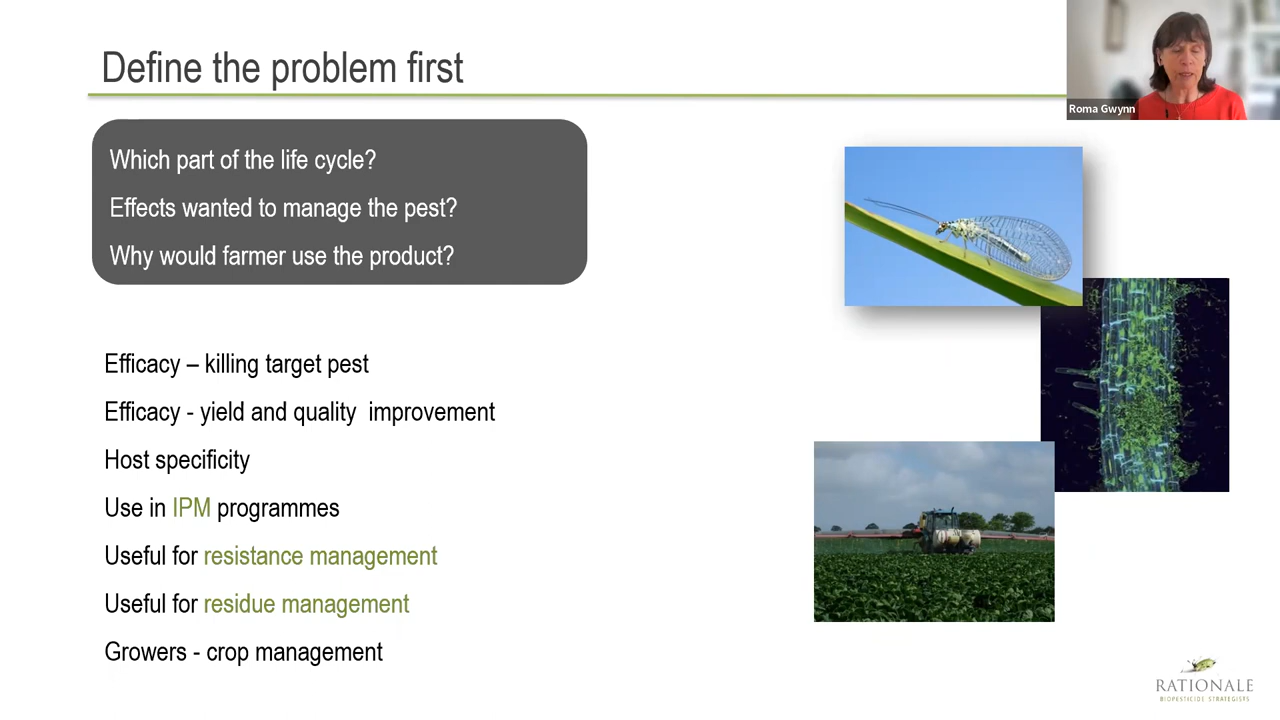 Define the problem first
Roma Gwynn
Which part of the life cycle?
Effects wanted to manage the pest?
Why would farmer use the product?
Efficacy – killing target pest
Efficacy - yield and quality  improvement
Host specificity
Use in IPM programmes
Useful for resistance management
Useful for residue management
Growers - crop management
RATIONALE
BIOPESTICIDE STRATEGISTS